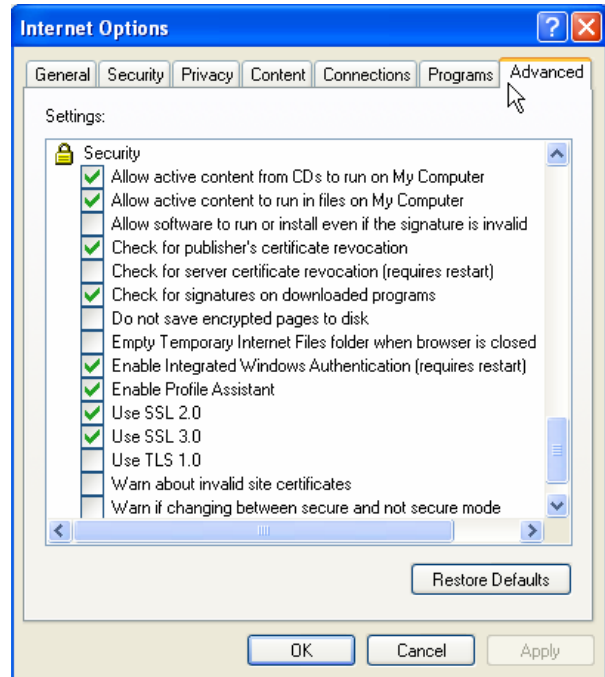 Internet Options
General Security Privacy Content Connections Programs Advanced
Settings:
Security
Allow active content from CDs to run on My Computer
Allow active content to run in files on My Computer
Allow software to run or install even if the signature is invalid
Check for publisher's certificate revocation
Check for server certificate revocation (requires restart)
Check for signatures on downloaded programs
Do not save encrypted pages to disk
Empty Temporary Internet Files folder when browser is closed
Enable Integrated Windows Authentication (requires restart)
Enable Profile Assistant
Use SSL 2.0
Use SSL 3.0
Use TLS 1.0
Warn about invalid site certificates
Warn if changing between secure and not secure mode
Restore Defaults
OK Cancel Apply